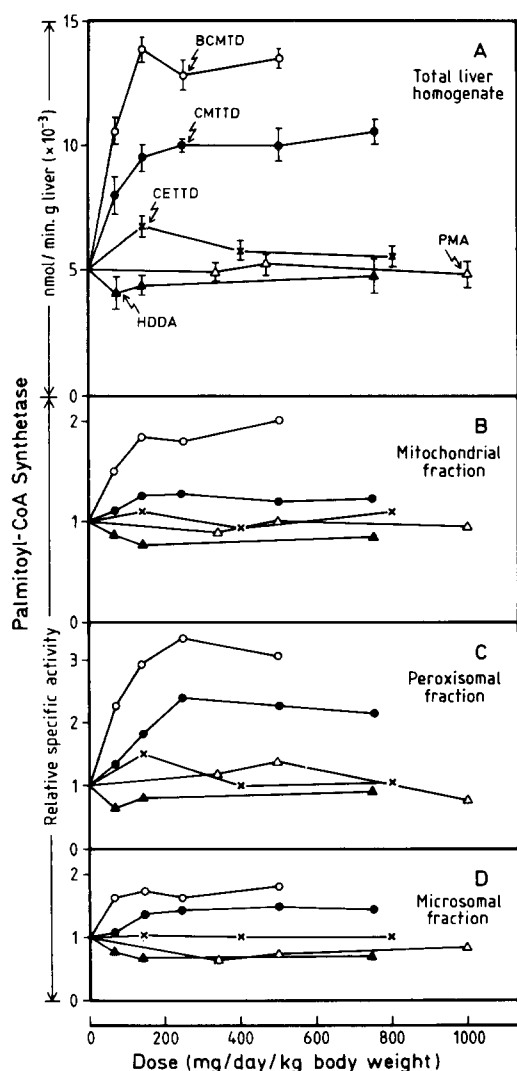 Palmitoyl-CoA Synthetase
nmol/min. g liver (×10⁻³)
15
10
5
0
A
Total liver
homogenate
BCMTD
CMTTD
CETTD
PMA
HDDA
Relative specific activity
2
1
0
B
Mitochondrial
fraction
3
2
1
0
C
Peroxisomal
fraction
2
1
0
D
Microsomal
fraction
0 200 400 600 800 1000
Dose (mg/day/kg body weight)